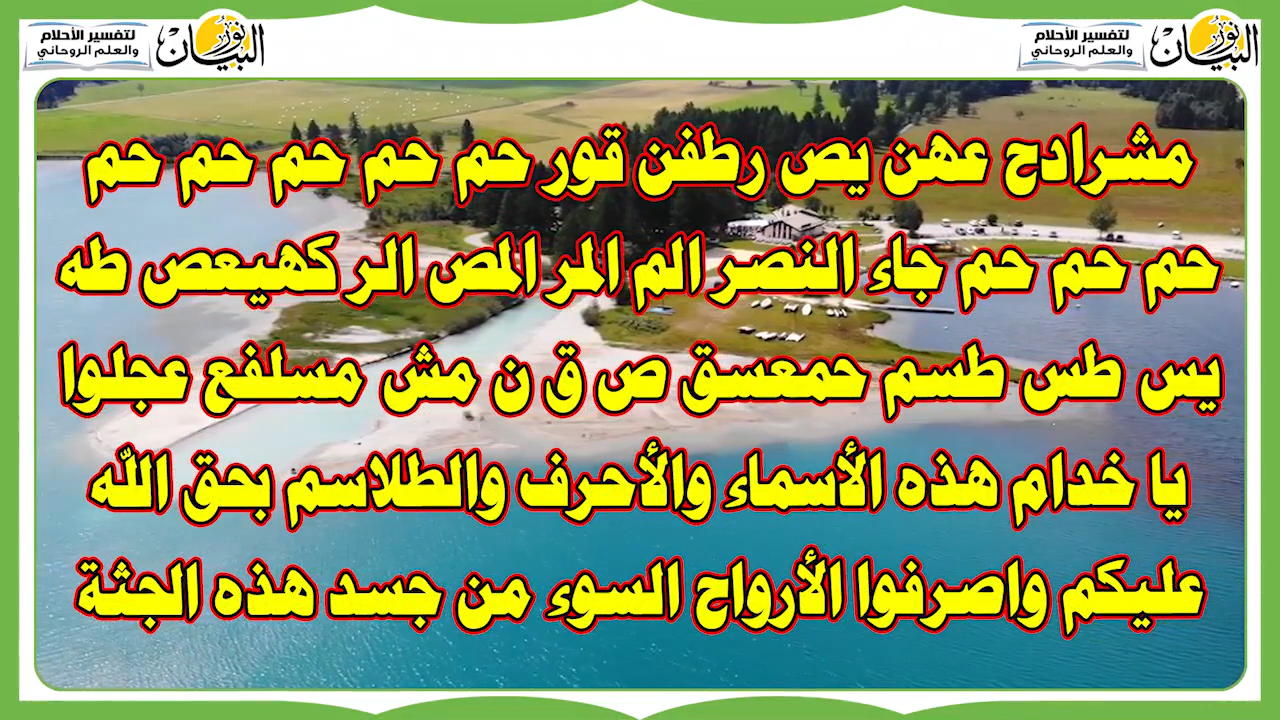 لتفسير الأحلام
والعلم الروحاني
نور البيان
لتفسير الأحلام
والعلم الروحاني
نور البيان
مشرادح عهن يص رطفن قور حم حم حم حم حم
حم حم حم جاء النصر الم المر المص الر كهيعص طه
يس طس طسم حمعسق ص ق ن مش مسلفع عجلوا
يا خدام هذه الأسماء والأحرف والطلاسم بحق الله
عليكم واصرفوا الأرواح السوء من جسد هذه الجثة